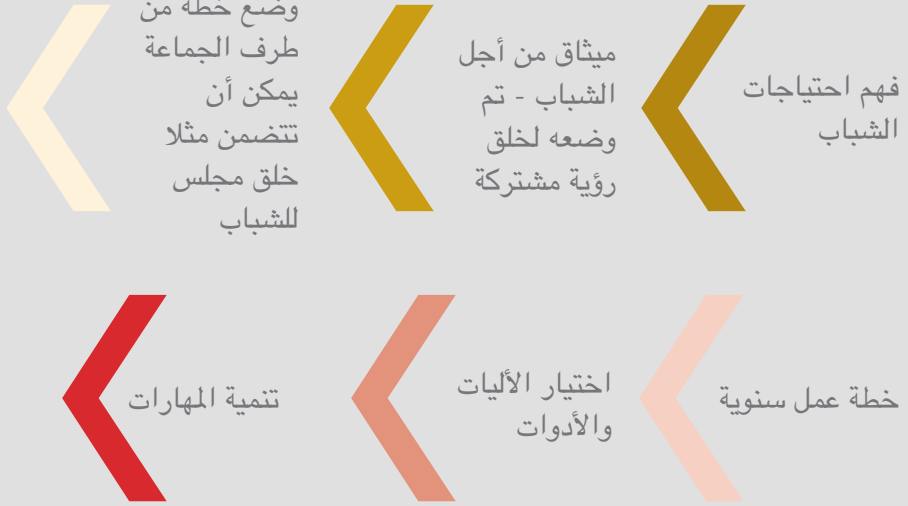 فهم احتياجات
الشباب
ميثاق من أجل
الشباب - تم
وضعه لخلق
رؤية مشتركة
وضع خطة من
طرف الجماعة
يمكن أن
تتضمن مثلا
خلق مجلس
للشباب
خطة عمل سنوية
اختيار الأليات
والأدوات
تنمية المهارات